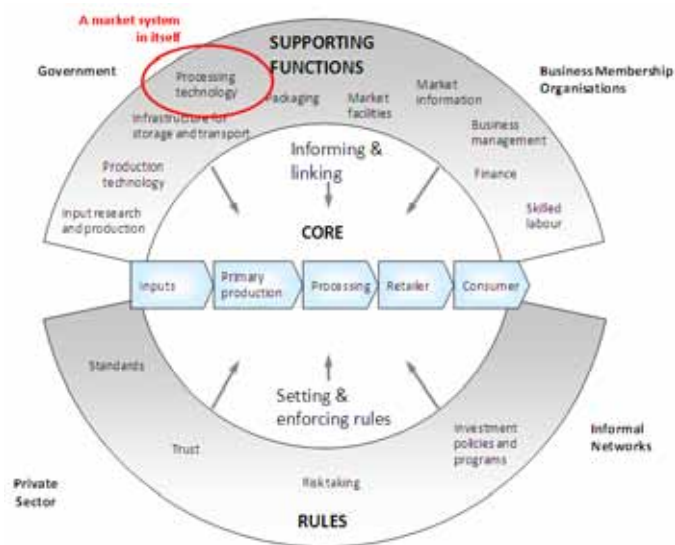 A market system
in itself
SUPPORTING
FUNCTIONS
Government
Business Membership
Organisations
Processing
technology
Packaging
Market
facilities
Market
information
Infrastructure for
storage and transport
Business
management
Production
technology
Finance
Input research
and production
Skilled
labour
Informing &
linking
CORE
Inputs
Primary
production
Processing
Retailer
Consumer
Standards
Setting &
enforcing rules
Trust
Investment
policies and
programs
Informal
Networks
Risk taking
Private
Sector
RULES